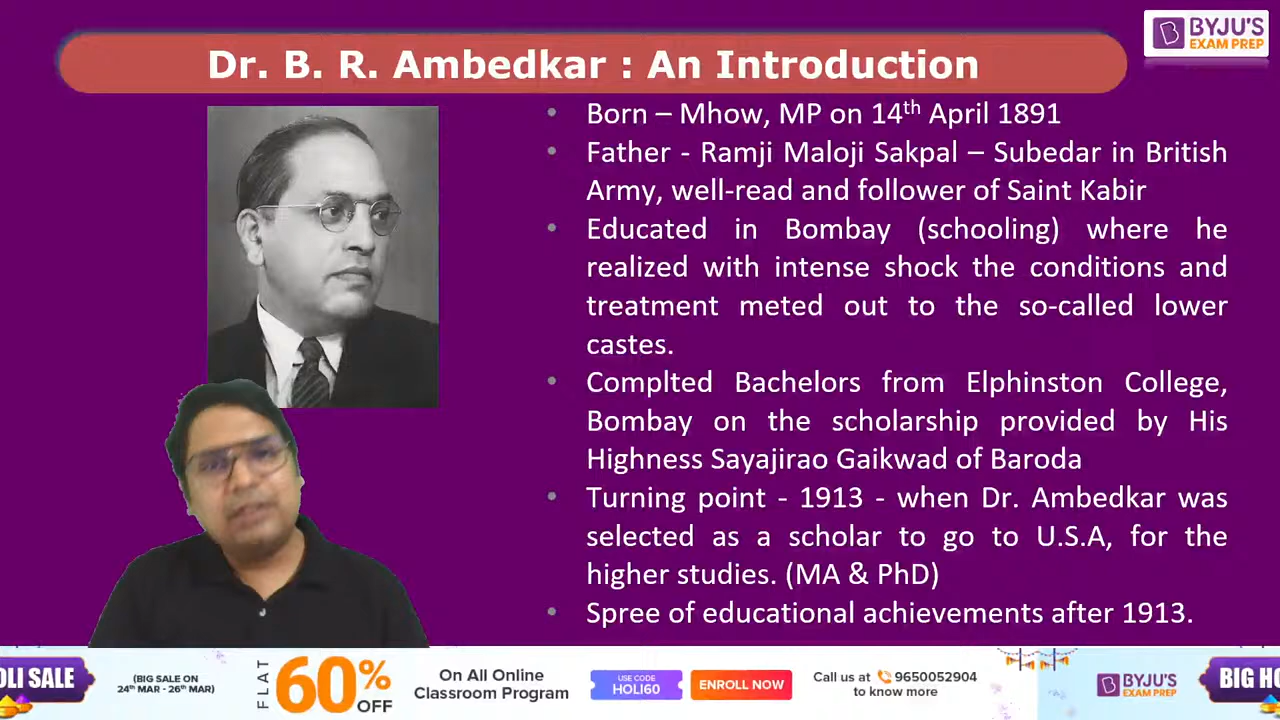 BYJU'S
EXAM PREP
Dr. B. R. Ambedkar : An Introduction
• Born – Mhow, MP on 14th April 1891
• Father - Ramji Maloji Sakpal – Subedar in British
Army, well-read and follower of Saint Kabir
• Educated in Bombay (schooling) where he
realized with intense shock the conditions and
treatment meted out to the so-called lower
castes.
• Complted Bachelors from Elphinston College,
Bombay on the scholarship provided by His
Highness Sayajirao Gaikwad of Baroda
• Turning point - 1913 - when Dr. Ambedkar was
selected as a scholar to go to U.S.A, for the
higher studies. (MA & PhD)
• Spree of educational achievements after 1913.
OLI SALE
(BIG SALE ON
24TH MAR - 26TH MAR)
FLAT
60%
OFF
On All Online
Classroom Program
USE CODE
HOLI60
ENROLL NOW
Call us at 9650052904
to know more
BYJU'S
EXAM PREP
BIG HO